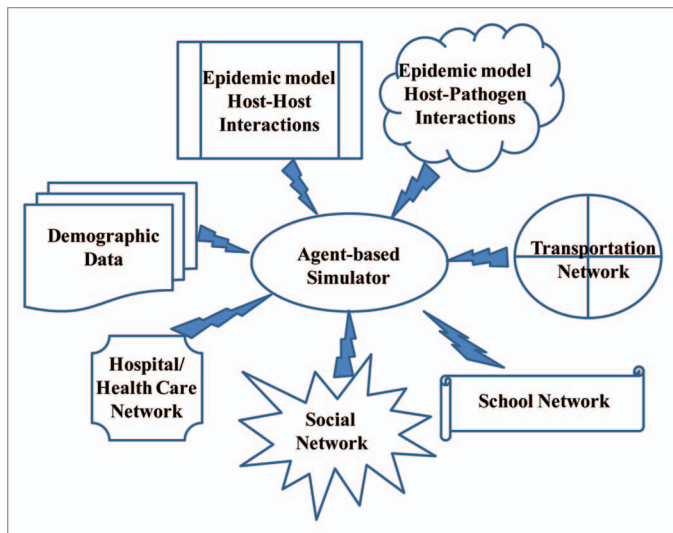 Epidemic model
Host-Host
Interactions
Epidemic model
Host-Pathogen
Interactions
Demographic
Data
Agent-based
Simulator
Transportation
Network
Hospital/
Health Care
Network
Social
Network
School Network